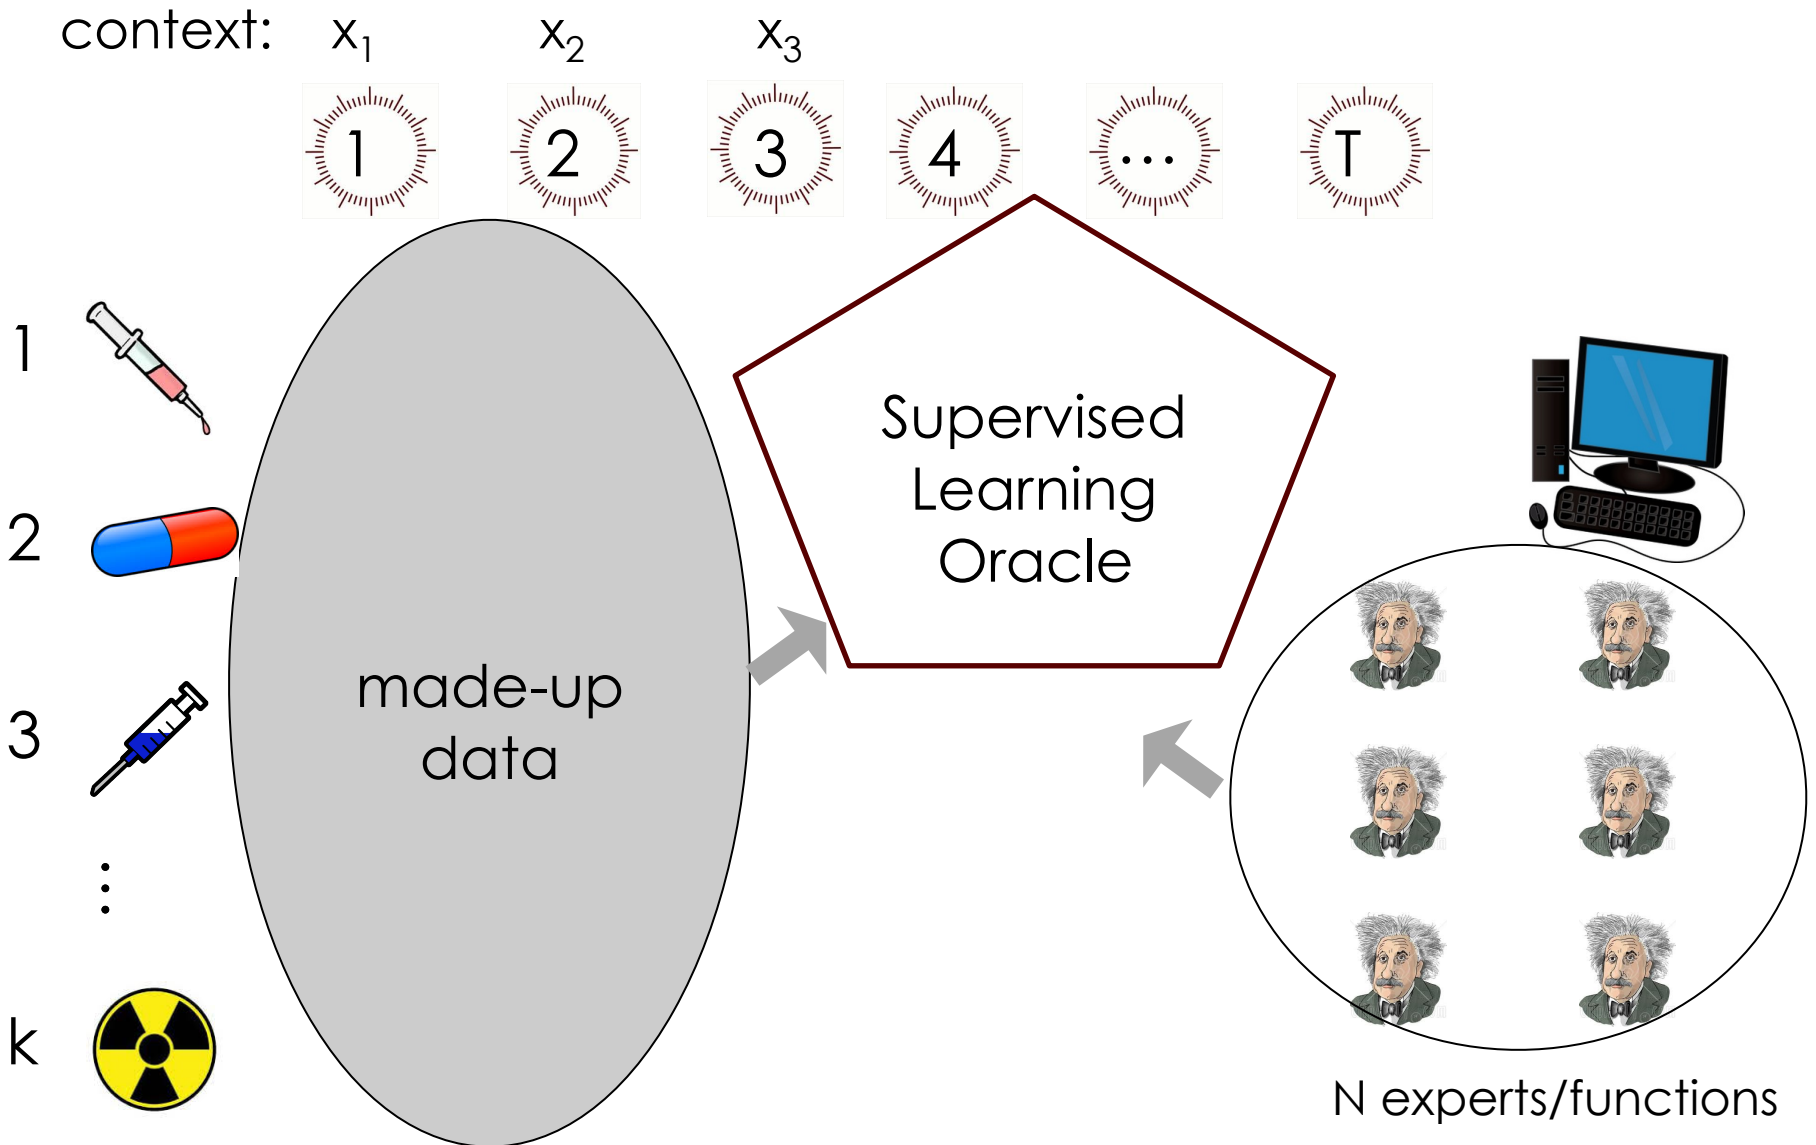 context: x₁ x₂ x₃
1 2 3 4 ... T
1
2
3
⋮
k
made-up
data
Supervised
Learning
Oracle
N experts/functions